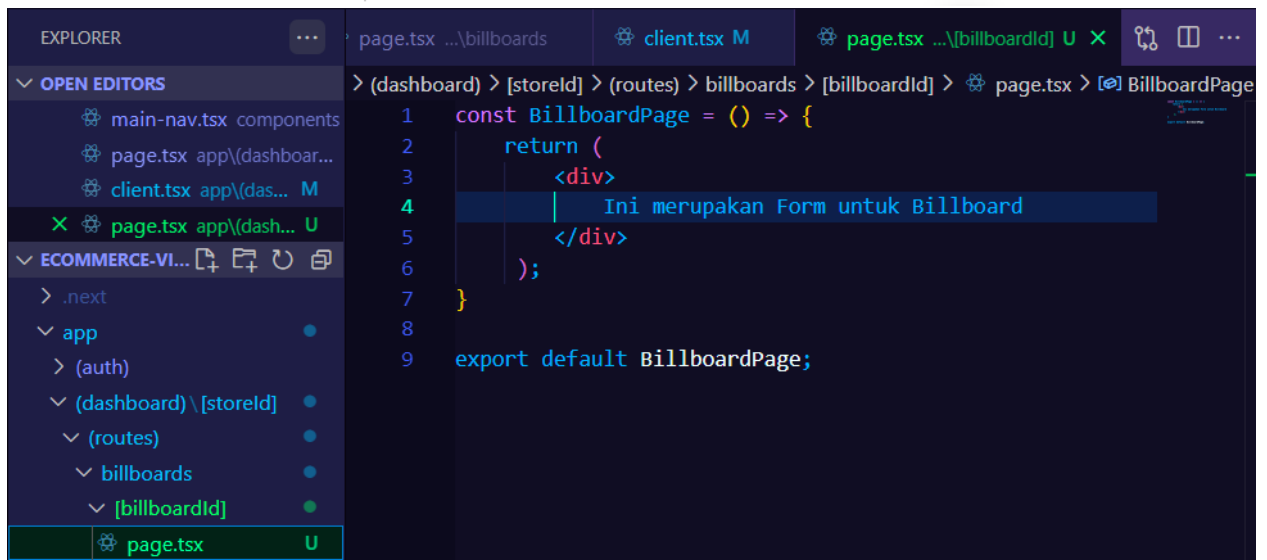 EXPLORER
···
page.tsx ...\billboards
client.tsx M
page.tsx ...\[billboardId] U
···
OPEN EDITORS
> (dashboard) > [storeId] > (routes) > billboards > [billboardId] > page.tsx > BillboardPage
main-nav.tsx components
page.tsx app\(dashboar...
client.tsx app\(das... M
page.tsx app\(dash... U
ECOMMERCE-VI...
> .next
app
> (auth)
(dashboard)\[storeId]
(routes)
billboards
[billboardId]
page.tsx U
1 const BillboardPage = () => {
2 return (
3 <div>
4 Ini merupakan Form untuk Billboard
5 </div>
6 );
7 }
8
9 export default BillboardPage;